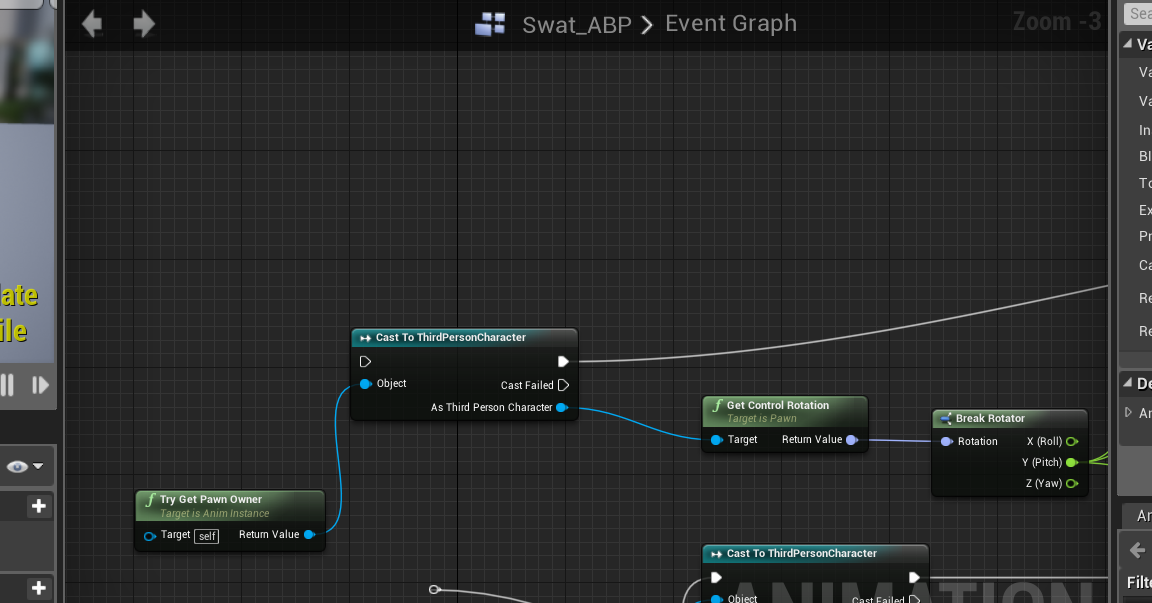 Swat_ABP > Event Graph
Zoom -3
Sea
Va
Va
Va
In
Bl
To
Ex
Pr
Ca
Re
Re
De
An
ate
ile
Cast To ThirdPersonCharacter
Object
Cast Failed
As Third Person Character
f Get Control Rotation
Target is Pawn
Target
Return Value
Break Rotator
Rotation
X (Roll)
Y (Pitch)
Z (Yaw)
f Try Get Pawn Owner
Target is Anim Instance
Target self
Return Value
Cast To ThirdPersonCharacter
Object
Cast Failed
ANIMATION
An
Filte